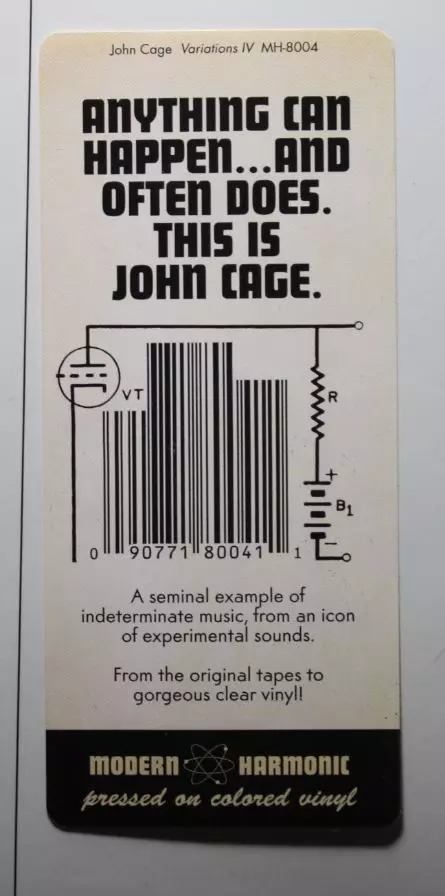 John Cage Variations IV MH-8004
ANYTHING CAN
HAPPEN...AND
OFTEN DOES.
THIS IS
JOHN CAGE.
VT
R
+
B1
−
0 90771 80041 1
A seminal example of
indeterminate music, from an icon
of experimental sounds.
From the original tapes to
gorgeous clear vinyl!
MODERN HARMONIC
pressed on colored vinyl